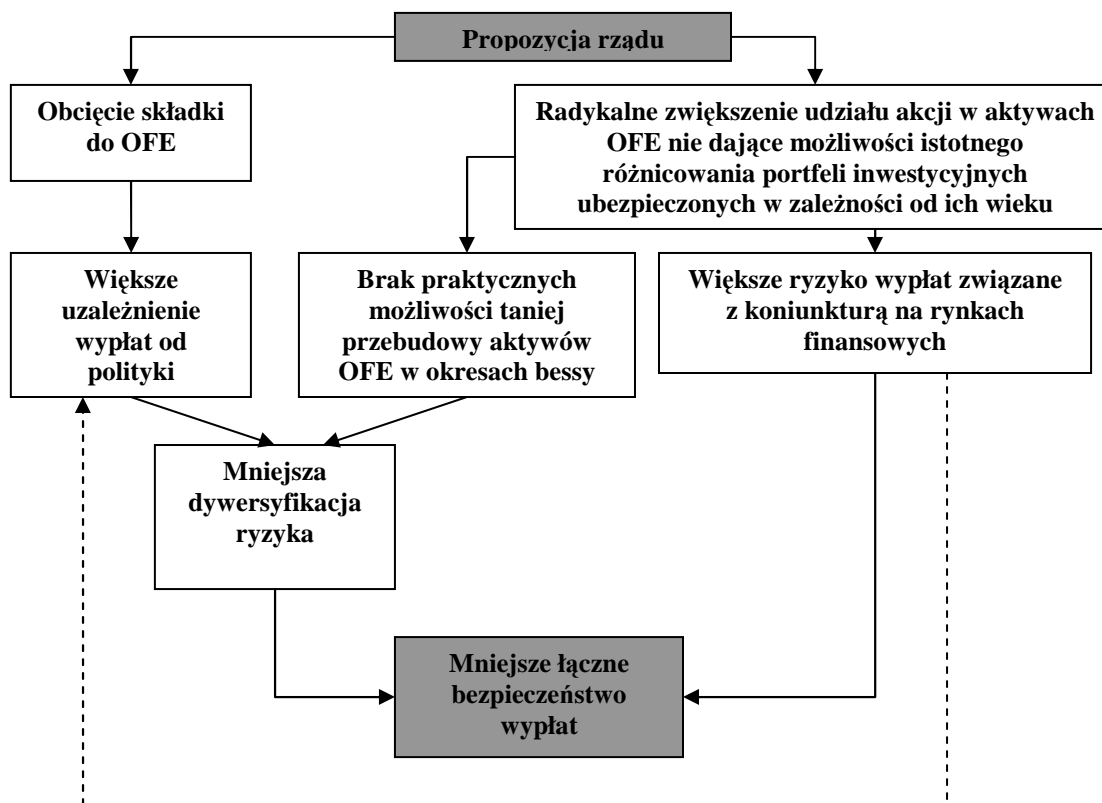 Propozycja rządu
Obcięcie składki
do OFE
Radykalne zwiększenie udziału akcji w aktywach
OFE nie dające możliwości istotnego
różnicowania portfeli inwestycyjnych
ubezpieczonych w zależności od ich wieku
Większe
uzależnienie
wypłat od
polityki
Brak praktycznych
możliwości taniej
przebudowy aktywów
OFE w okresach bessy
Większe ryzyko wypłat związane
z koniunkturą na rynkach
finansowych
Mniejsza
dywersyfikacja
ryzyka
Mniejsze łączne
bezpieczeństwo
wypłat